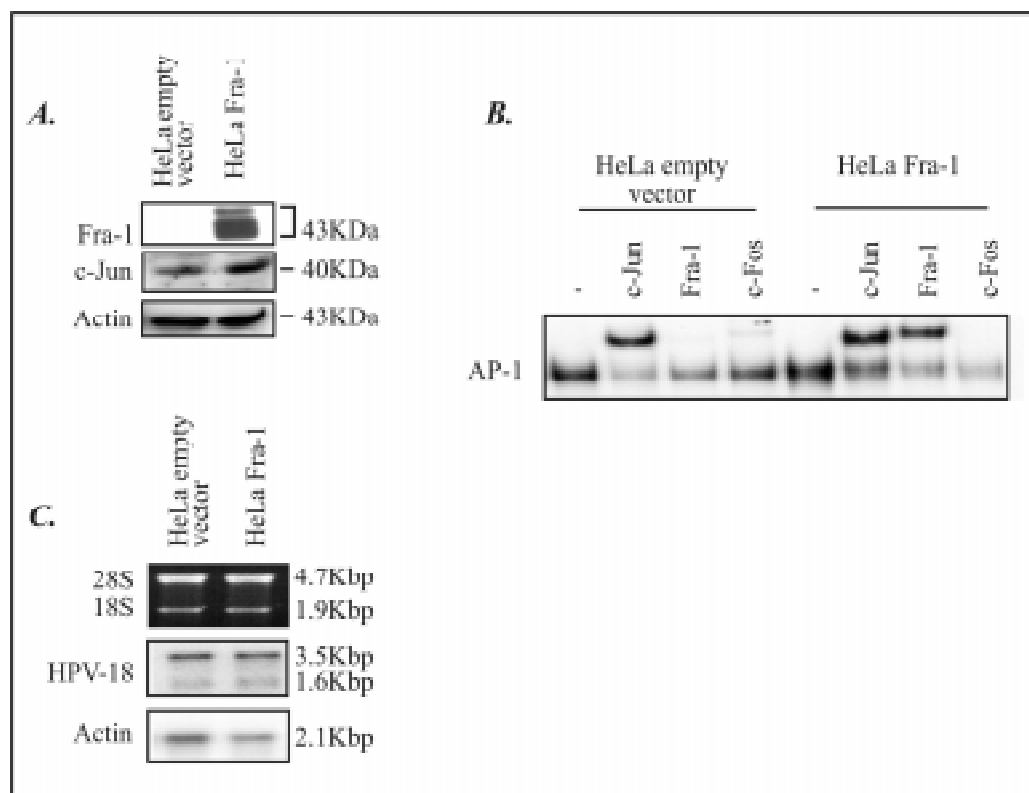 A.
HeLa empty
vector
HeLa Fra-1
Fra-1
43KDa
c-Jun
40KDa
Actin
43KDa
B.
HeLa empty
vector
HeLa Fra-1
-
c-Jun
Fra-1
c-Fos
-
c-Jun
Fra-1
c-Fos
AP-1
C.
HeLa empty
vector
HeLa Fra-1
28S
4.7Kbp
18S
1.9Kbp
HPV-18
3.5Kbp
1.6Kbp
Actin
2.1Kbp